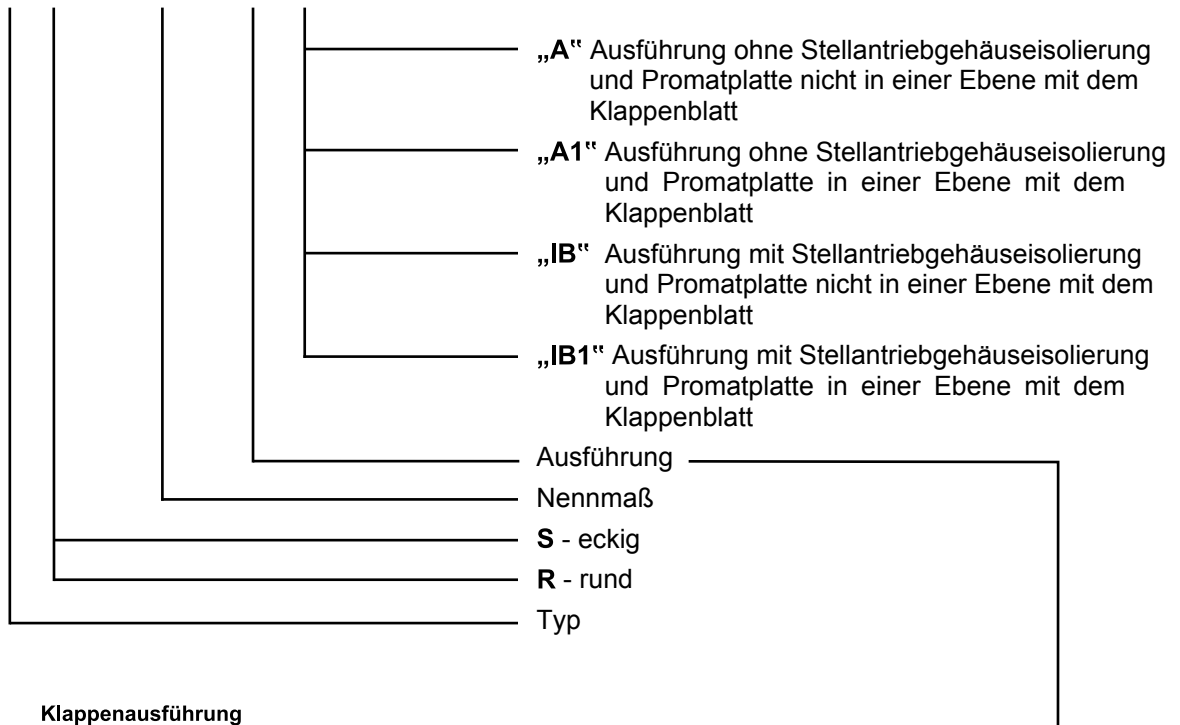 „A“ Ausführung ohne Stellantriebgehäuseisolierung
und Promatplatte nicht in einer Ebene mit dem
Klappenblatt
„A1“ Ausführung ohne Stellantriebgehäuseisolierung
und Promatplatte in einer Ebene mit dem
Klappenblatt
„IB“ Ausführung mit Stellantriebgehäuseisolierung
und Promatplatte nicht in einer Ebene mit dem
Klappenblatt
„IB1“ Ausführung mit Stellantriebgehäuseisolierung
und Promatplatte in einer Ebene mit dem
Klappenblatt
Ausführung
Nennmaß
S - eckig
R - rund
Typ
Klappenausführung